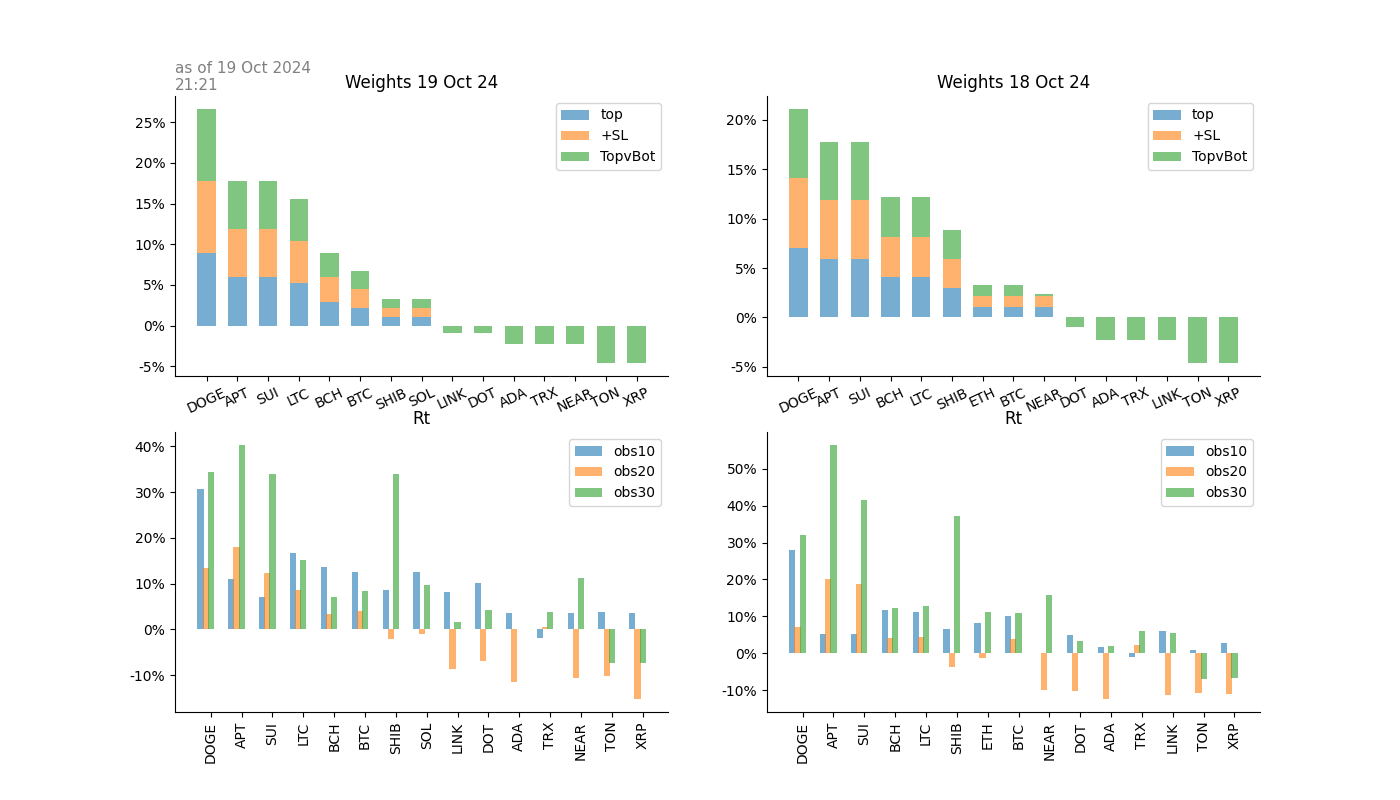 as of 19 Oct 2024
21:21
Weights 19 Oct 24
25%
20%
15%
10%
5%
0%
-5%
top
+SL
TopvBot
DOGE APT SUI LTC BCH BTC SHIB SOL LINK DOT ADA TRX NEAR TON XRP
Weights 18 Oct 24
20%
15%
10%
5%
0%
-5%
top
+SL
TopvBot
DOGE APT SUI BCH LTC SHIB ETH BTC NEAR DOT ADA TRX LINK TON XRP
Rt
40%
30%
20%
10%
0%
-10%
obs10
obs20
obs30
DOGE APT SUI LTC BCH BTC SHIB SOL LINK DOT ADA TRX NEAR TON XRP
Rt
50%
40%
30%
20%
10%
0%
-10%
obs10
obs20
obs30
DOGE APT SUI BCH LTC SHIB ETH BTC NEAR DOT ADA TRX LINK TON XRP